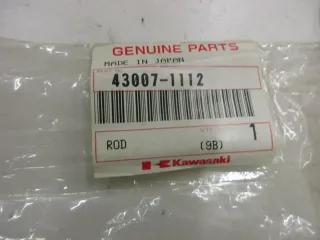 GENUINE PARTS
MADE IN JAPAN
43007-1112
ROD
1
(9B)
Kawasaki